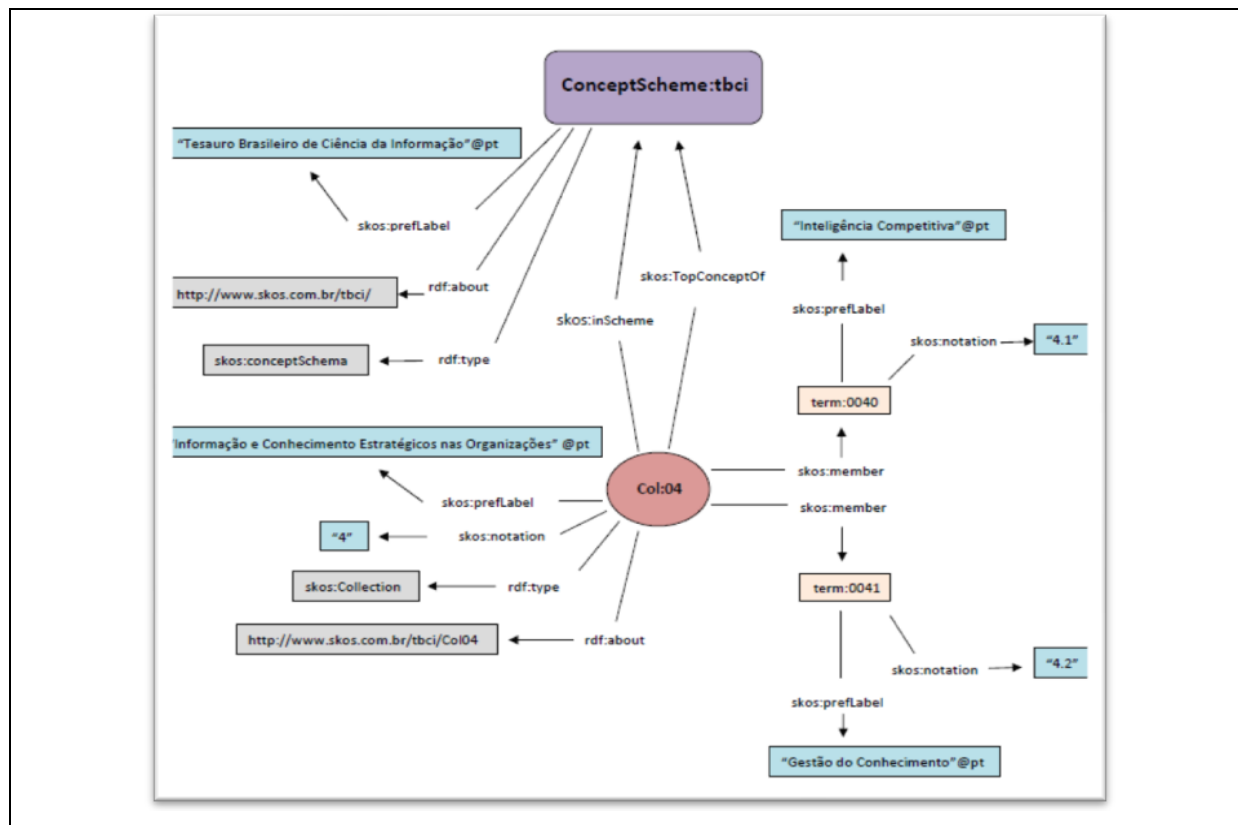 ConceptScheme:tbci
“Tesauro Brasileiro de Ciência da Informação”@pt
skos:prefLabel
“Inteligência Competitiva”@pt
http://www.skos.com.br/tbci/
rdf:about
skos:TopConceptOf
skos:inScheme
skos:prefLabel
skos:conceptSchema
rdf:type
skos:notation
“4.1”
term:0040
Informação e Conhecimento Estratégicos nas Organizações” @pt
skos:member
Col:04
skos:prefLabel
skos:member
“4”
skos:notation
skos:Collection
rdf:type
term:0041
http://www.skos.com.br/tbci/Col04
rdf:about
skos:notation
“4.2”
skos:prefLabel
“Gestão do Conhecimento”@pt